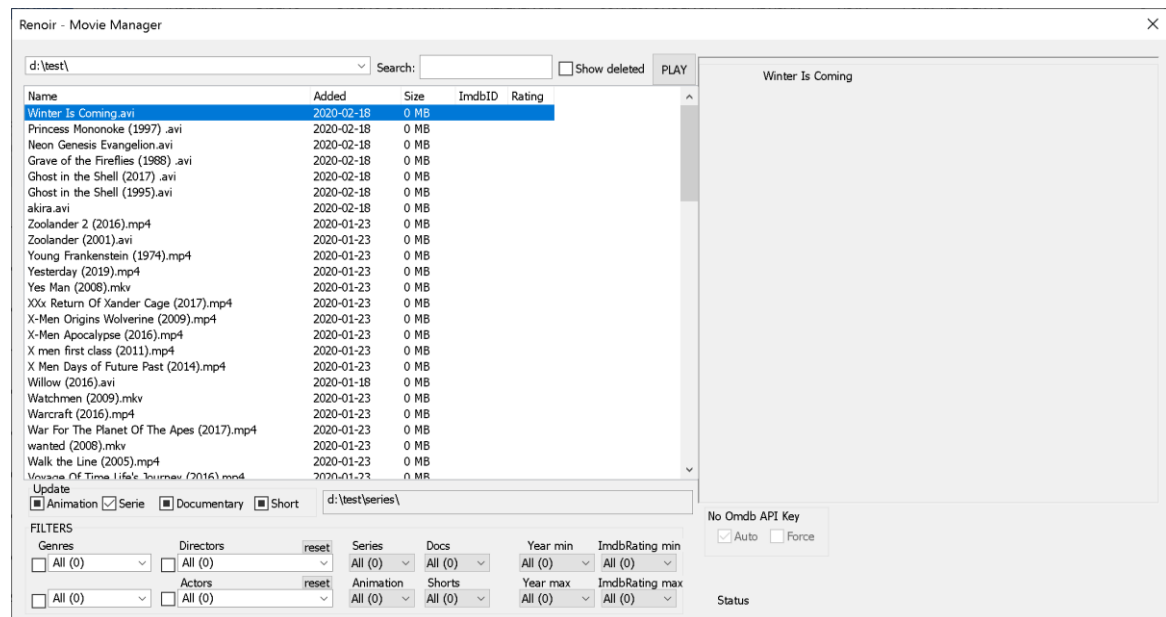 Renoir - Movie Manager
d:\test\ Search: Show deleted PLAY
Winter Is Coming
Name Added Size ImdbID Rating
Winter Is Coming.avi 2020-02-18 0 MB
Princess Mononoke (1997) .avi 2020-02-18 0 MB
Neon Genesis Evangelion.avi 2020-02-18 0 MB
Grave of the Fireflies (1988) .avi 2020-02-18 0 MB
Ghost in the Shell (2017) .avi 2020-02-18 0 MB
Ghost in the Shell (1995).avi 2020-02-18 0 MB
akira.avi 2020-02-18 0 MB
Zoolander 2 (2016).mp4 2020-01-23 0 MB
Zoolander (2001).avi 2020-01-23 0 MB
Young Frankenstein (1974).mp4 2020-01-23 0 MB
Yesterday (2019).mp4 2020-01-23 0 MB
Yes Man (2008).mkv 2020-01-23 0 MB
XXx Return Of Xander Cage (2017).mp4 2020-01-23 0 MB
X-Men Origins Wolverine (2009).mp4 2020-01-23 0 MB
X-Men Apocalypse (2016).mp4 2020-01-23 0 MB
X men first class (2011).mp4 2020-01-23 0 MB
X Men Days of Future Past (2014).mp4 2020-01-23 0 MB
Willow (2016).avi 2020-01-18 0 MB
Watchmen (2009).mkv 2020-01-23 0 MB
Warcraft (2016).mp4 2020-01-23 0 MB
War For The Planet Of The Apes (2017).mp4 2020-01-23 0 MB
wanted (2008).mkv 2020-01-23 0 MB
Walk the Line (2005).mp4 2020-01-23 0 MB
Voyage Of Time Life's Journey (2016) mp4 2020-01-23 0 MB
Update
Animation Serie Documentary Short d:\test\series\
No Omdb API Key
Auto Force
FILTERS
Genres Directors reset Series Docs Year min ImdbRating min
All (0) All (0) All (0) All (0) All (0) All (0)
Actors reset Animation Shorts Year max ImdbRating max
All (0) All (0) All (0) All (0) All (0) All (0)
Status